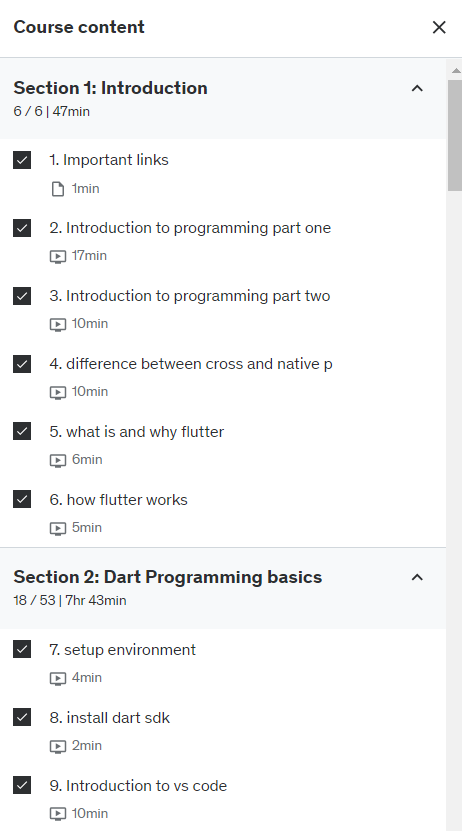 Course content
Section 1: Introduction
6 / 6 | 47min
1. Important links
1min
2. Introduction to programming part one
17min
3. Introduction to programming part two
10min
4. difference between cross and native p
10min
5. what is and why flutter
6min
6. how flutter works
5min
Section 2: Dart Programming basics
18 / 53 | 7hr 43min
7. setup environment
4min
8. install dart sdk
2min
9. Introduction to vs code
10min